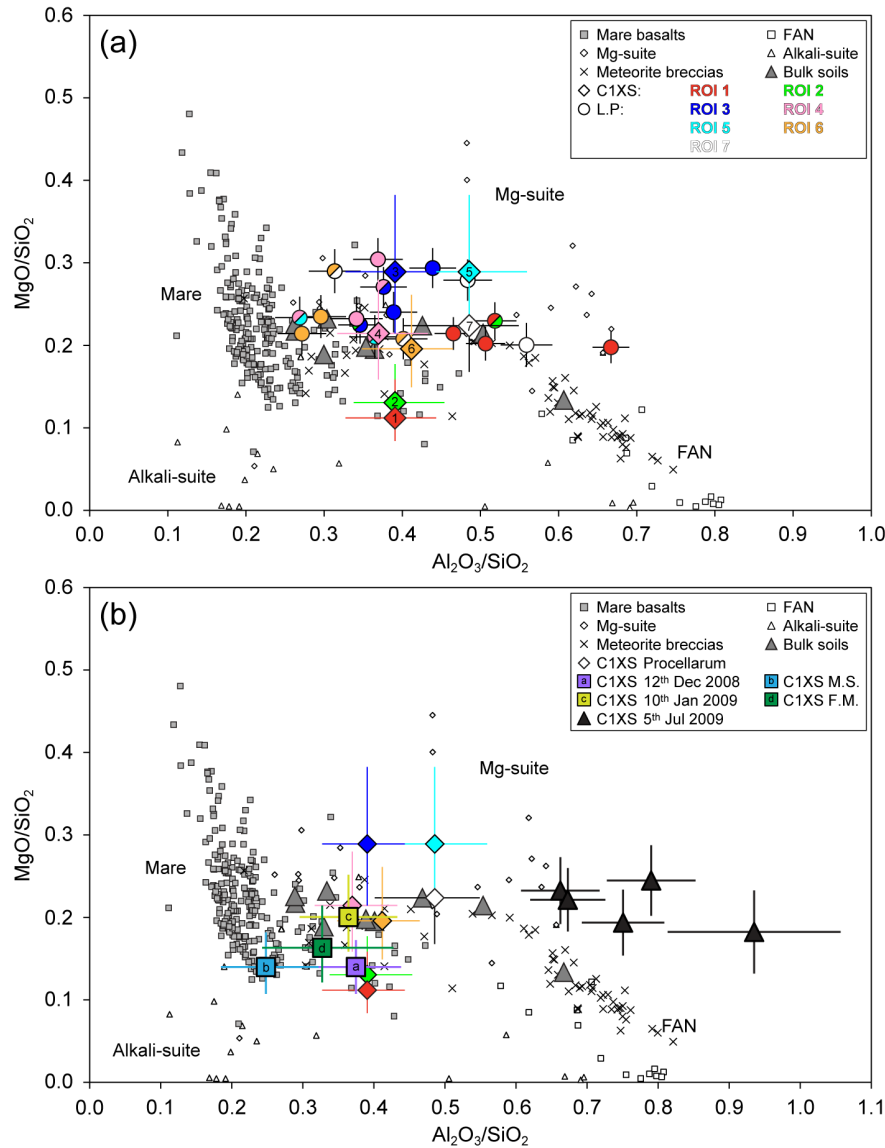 (a)
Mare basalts
FAN
Mg-suite
Alkali-suite
Meteorite breccias
Bulk soils
C1XS:
ROI 1
ROI 2
L.P:
ROI 3
ROI 4
ROI 5
ROI 6
ROI 7
0.6
0.5
0.4
0.3
0.2
0.1
0.0
MgO/SiO₂
Mg-suite
Mare
Alkali-suite
FAN
3
5
4
7
6
2
1
0.0 0.1 0.2 0.3 0.4 0.5 0.6 0.7 0.8 0.9 1.0
Al₂O₃/SiO₂
(b)
Mare basalts
FAN
Mg-suite
Alkali-suite
Meteorite breccias
Bulk soils
C1XS Procellarum
a C1XS 12th Dec 2008
b C1XS M.S.
c C1XS 10th Jan 2009
d C1XS F.M.
C1XS 5th Jul 2009
0.6
0.5
0.4
0.3
0.2
0.1
0.0
MgO/SiO₂
Mg-suite
Mare
Alkali-suite
FAN
c
d
b
a
0.0 0.1 0.2 0.3 0.4 0.5 0.6 0.7 0.8 0.9 1.0 1.1
Al₂O₃/SiO₂